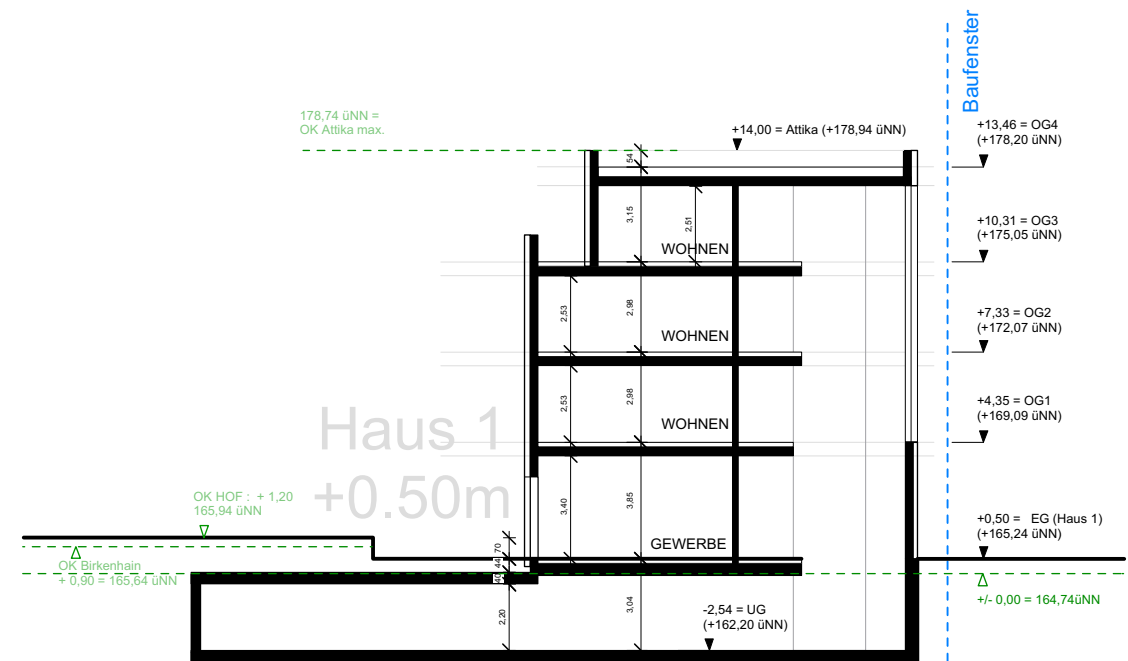 Baufenster
178,74 üNN =
OK Attika max.
+14,00 = Attika (+178,94 üNN)
+13,46 = OG4
(+178,20 üNN)
54
3,15
2,51
+10,31 = OG3
(+175,05 üNN)
WOHNEN
2,53
2,98
+7,33 = OG2
(+172,07 üNN)
WOHNEN
2,53
2,98
+4,35 = OG1
(+169,09 üNN)
WOHNEN
Haus 1
+0.50m
3,40
3,85
OK HOF : + 1,20
165,94 üNN
+0,50 = EG (Haus 1)
(+165,24 üNN)
GEWERBE
70
44
OK Birkenhain
+ 0,90 = 165,64 üNN
+/- 0,00 = 164,74üNN
2,20
3,04
-2,54 = UG
(+162,20 üNN)